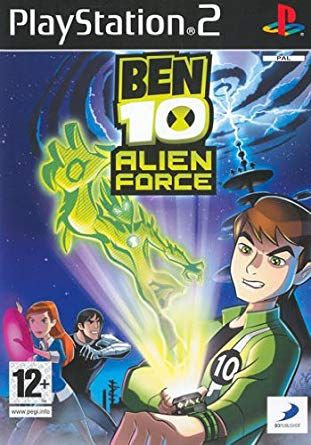 PlayStation®2
PAL
BEN
10
ALIEN
FORCE
10
12+
www.pegi.info
D3PUBLISHER